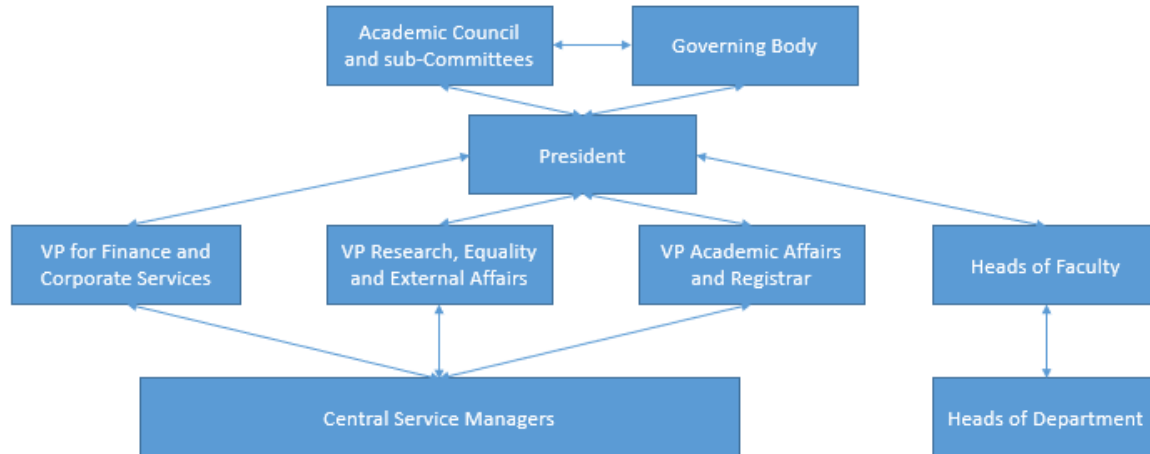 Academic Council
and sub-Committees
Governing Body
President
VP for Finance and
Corporate Services
VP Research, Equality
and External Affairs
VP Academic Affairs
and Registrar
Heads of Faculty
Central Service Managers
Heads of Department